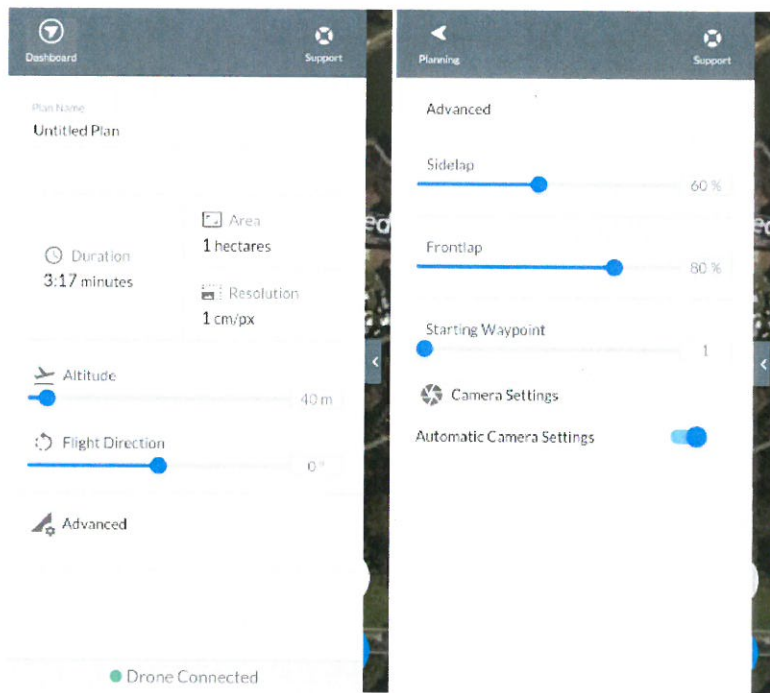 Dashboard
Support
Plan Name
Untitled Plan
Duration
3:17 minutes
Area
1 hectares
Resolution
1 cm/px
Altitude
40 m
Flight Direction
0 °
Advanced
Drone Connected
Planning
Support
Advanced
Sidelap
60 %
Frontlap
80 %
Starting Waypoint
1
Camera Settings
Automatic Camera Settings